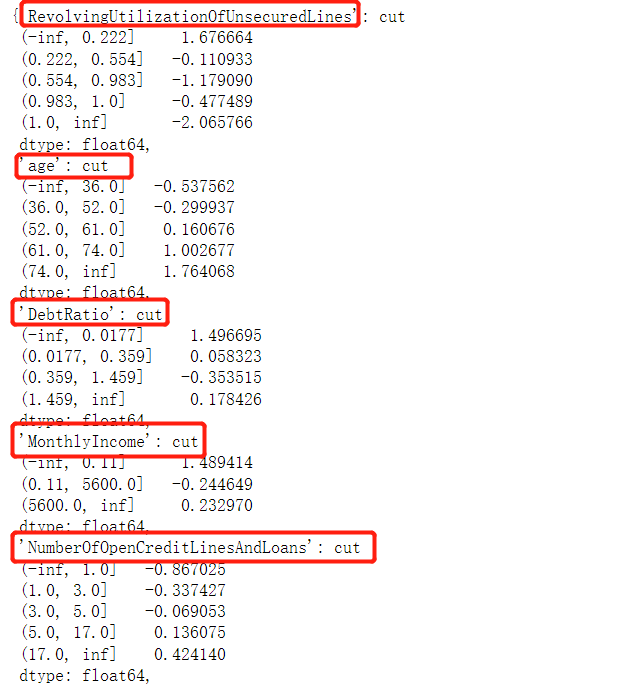 {'RevolvingUtilizationOfUnsecuredLines': cut
(-inf, 0.222] 1.676664
(0.222, 0.554] -0.110933
(0.554, 0.983] -1.179090
(0.983, 1.0] -0.477489
(1.0, inf] -2.065766
dtype: float64,
'age': cut
(-inf, 36.0] -0.537562
(36.0, 52.0] -0.299937
(52.0, 61.0] 0.160676
(61.0, 74.0] 1.002677
(74.0, inf] 1.764068
dtype: float64,
'DebtRatio': cut
(-inf, 0.0177] 1.496695
(0.0177, 0.359] 0.058323
(0.359, 1.459] -0.353515
(1.459, inf] 0.178426
dtype: float64,
'MonthlyIncome': cut
(-inf, 0.11] 1.489414
(0.11, 5600.0] -0.244649
(5600.0, inf] 0.232970
dtype: float64,
'NumberOfOpenCreditLinesAndLoans': cut
(-inf, 1.0] -0.867025
(1.0, 3.0] -0.337427
(3.0, 5.0] -0.069053
(5.0, 17.0] 0.136075
(17.0, inf] 0.424140
dtype: float64,